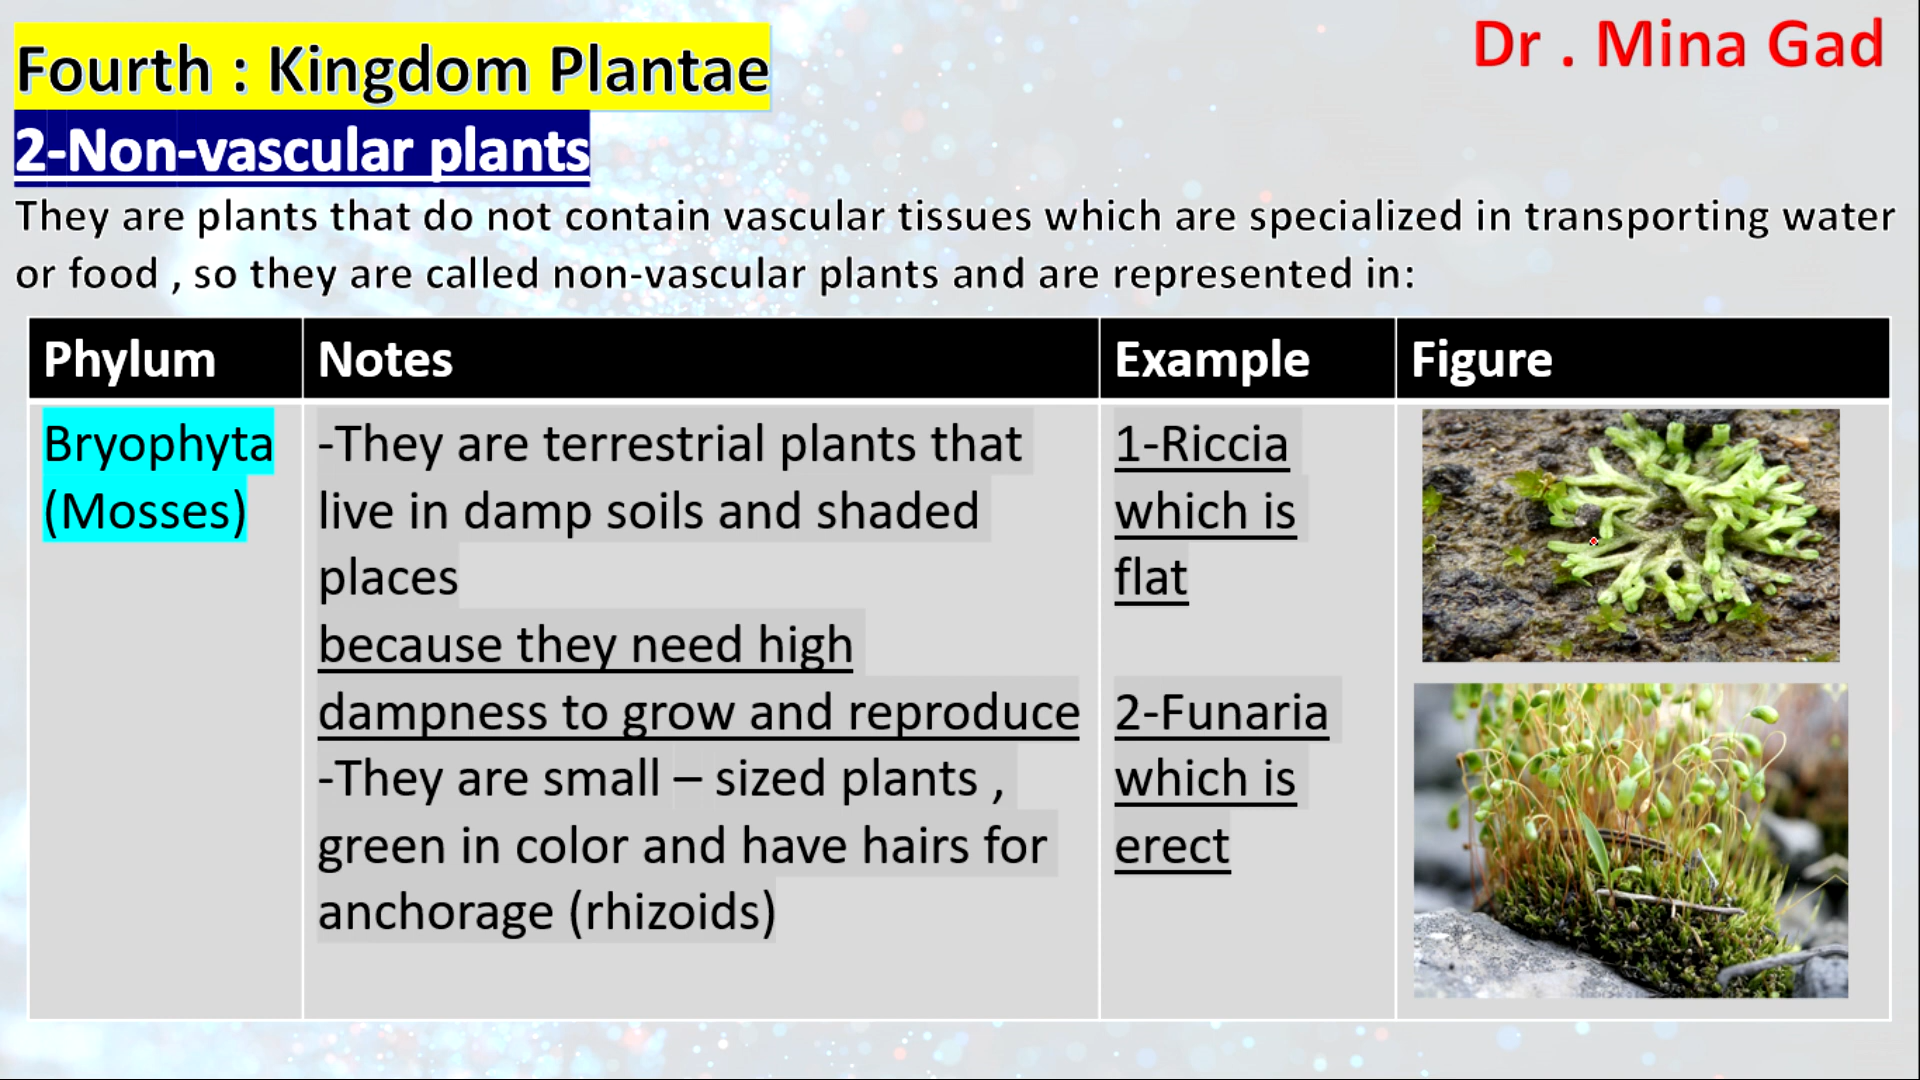 Fourth : Kingdom Plantae
Dr . Mina Gad
2-Non-vascular plants
They are plants that do not contain vascular tissues which are specialized in transporting water
or food , so they are called non-vascular plants and are represented in:
Phylum
Notes
Example
Figure
Bryophyta
(Mosses)
-They are terrestrial plants that
live in damp soils and shaded
places
because they need high
dampness to grow and reproduce
-They are small – sized plants ,
green in color and have hairs for
anchorage (rhizoids)
1-Riccia
which is
flat
2-Funaria
which is
erect